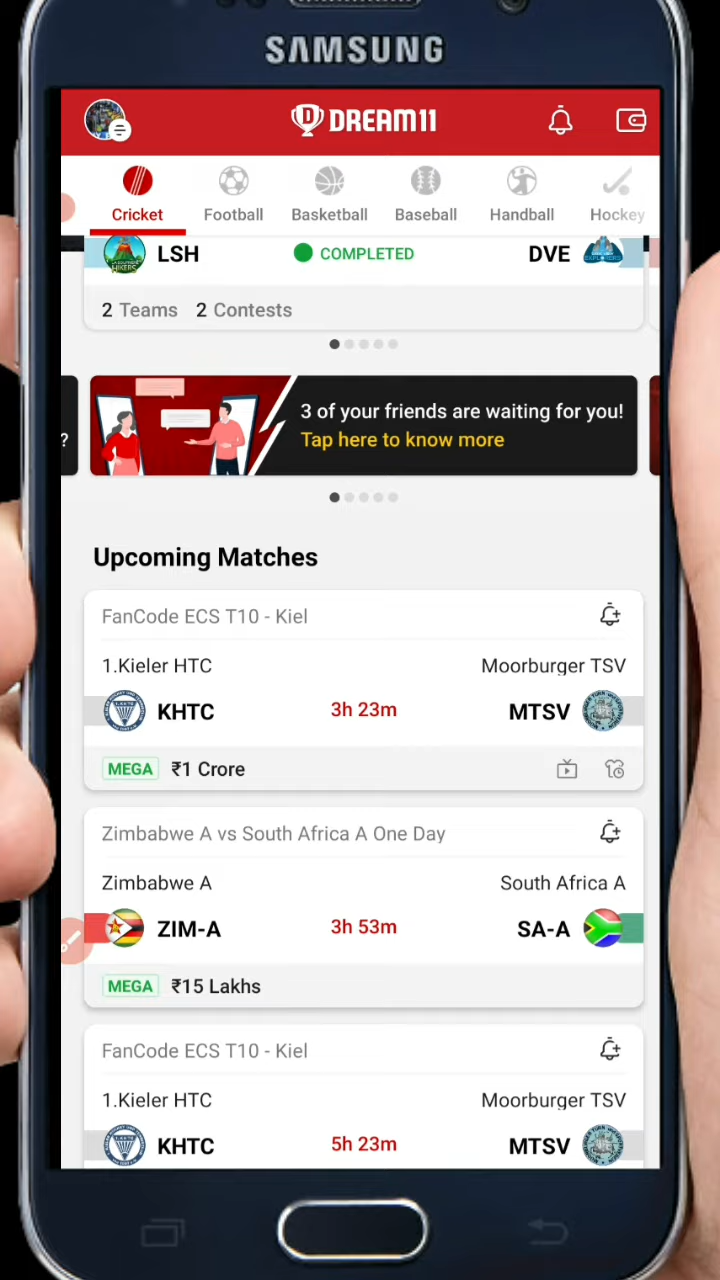 SAMSUNG
DREAM11
Cricket Football Basketball Baseball Handball Hockey
LSH COMPLETED DVE
2 Teams 2 Contests
?
3 of your friends are waiting for you!
Tap here to know more
Upcoming Matches
FanCode ECS T10 - Kiel
1.Kieler HTC Moorburger TSV
KHTC 3h 23m MTSV
MEGA ₹1 Crore
Zimbabwe A vs South Africa A One Day
Zimbabwe A South Africa A
ZIM-A 3h 53m SA-A
MEGA ₹15 Lakhs
FanCode ECS T10 - Kiel
1.Kieler HTC Moorburger TSV
KHTC 5h 23m MTSV